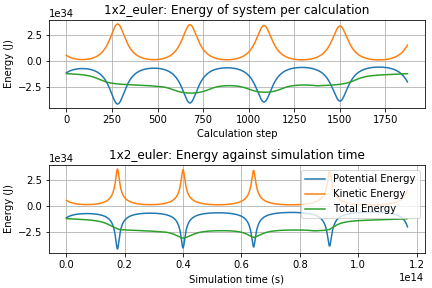 1x2_euler: Energy of system per calculation
1e34
2.5
0.0
−2.5
Energy (J)
0 250 500 750 1000 1250 1500 1750
Calculation step
1x2_euler: Energy against simulation time
1e34
2.5
0.0
−2.5
Energy (J)
Potential Energy
Kinetic Energy
Total Energy
0.0 0.2 0.4 0.6 0.8 1.0 1.2
1e14
Simulation time (s)